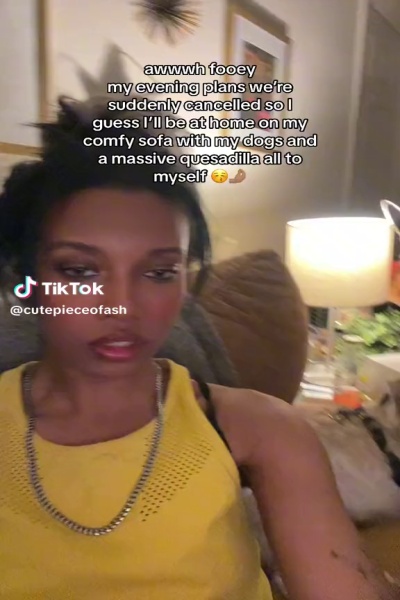 awwwh fooey
my evening plans we're
suddenly cancelled so I
guess I'll be at home on my
comfy sofa with my dogs and
a massive quesadilla all to
myself 😋🤌🏽
TikTok
@cutepieceofash